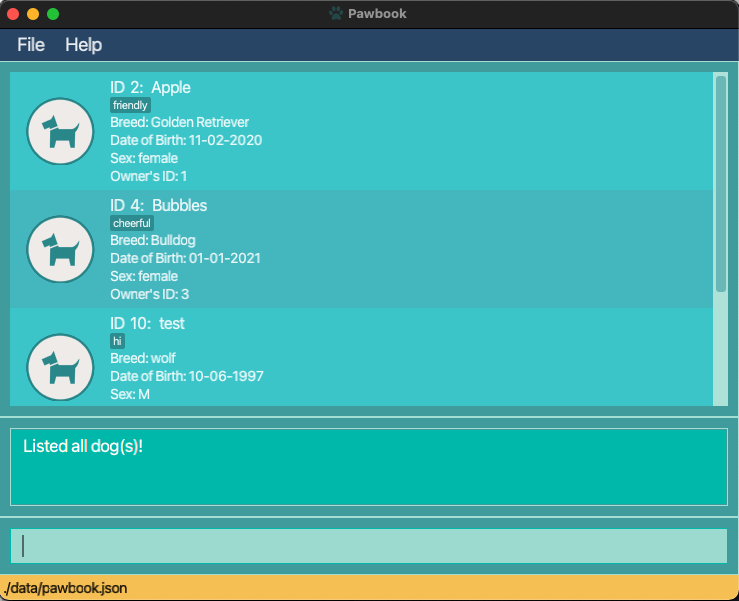 Pawbook
File Help
ID 2: Apple
friendly
Breed: Golden Retriever
Date of Birth: 11-02-2020
Sex: female
Owner's ID: 1
ID 4: Bubbles
cheerful
Breed: Bulldog
Date of Birth: 01-01-2021
Sex: female
Owner's ID: 3
ID 10: test
hi
Breed: wolf
Date of Birth: 10-06-1997
Sex: M
Listed all dog(s)!
./data/pawbook.json